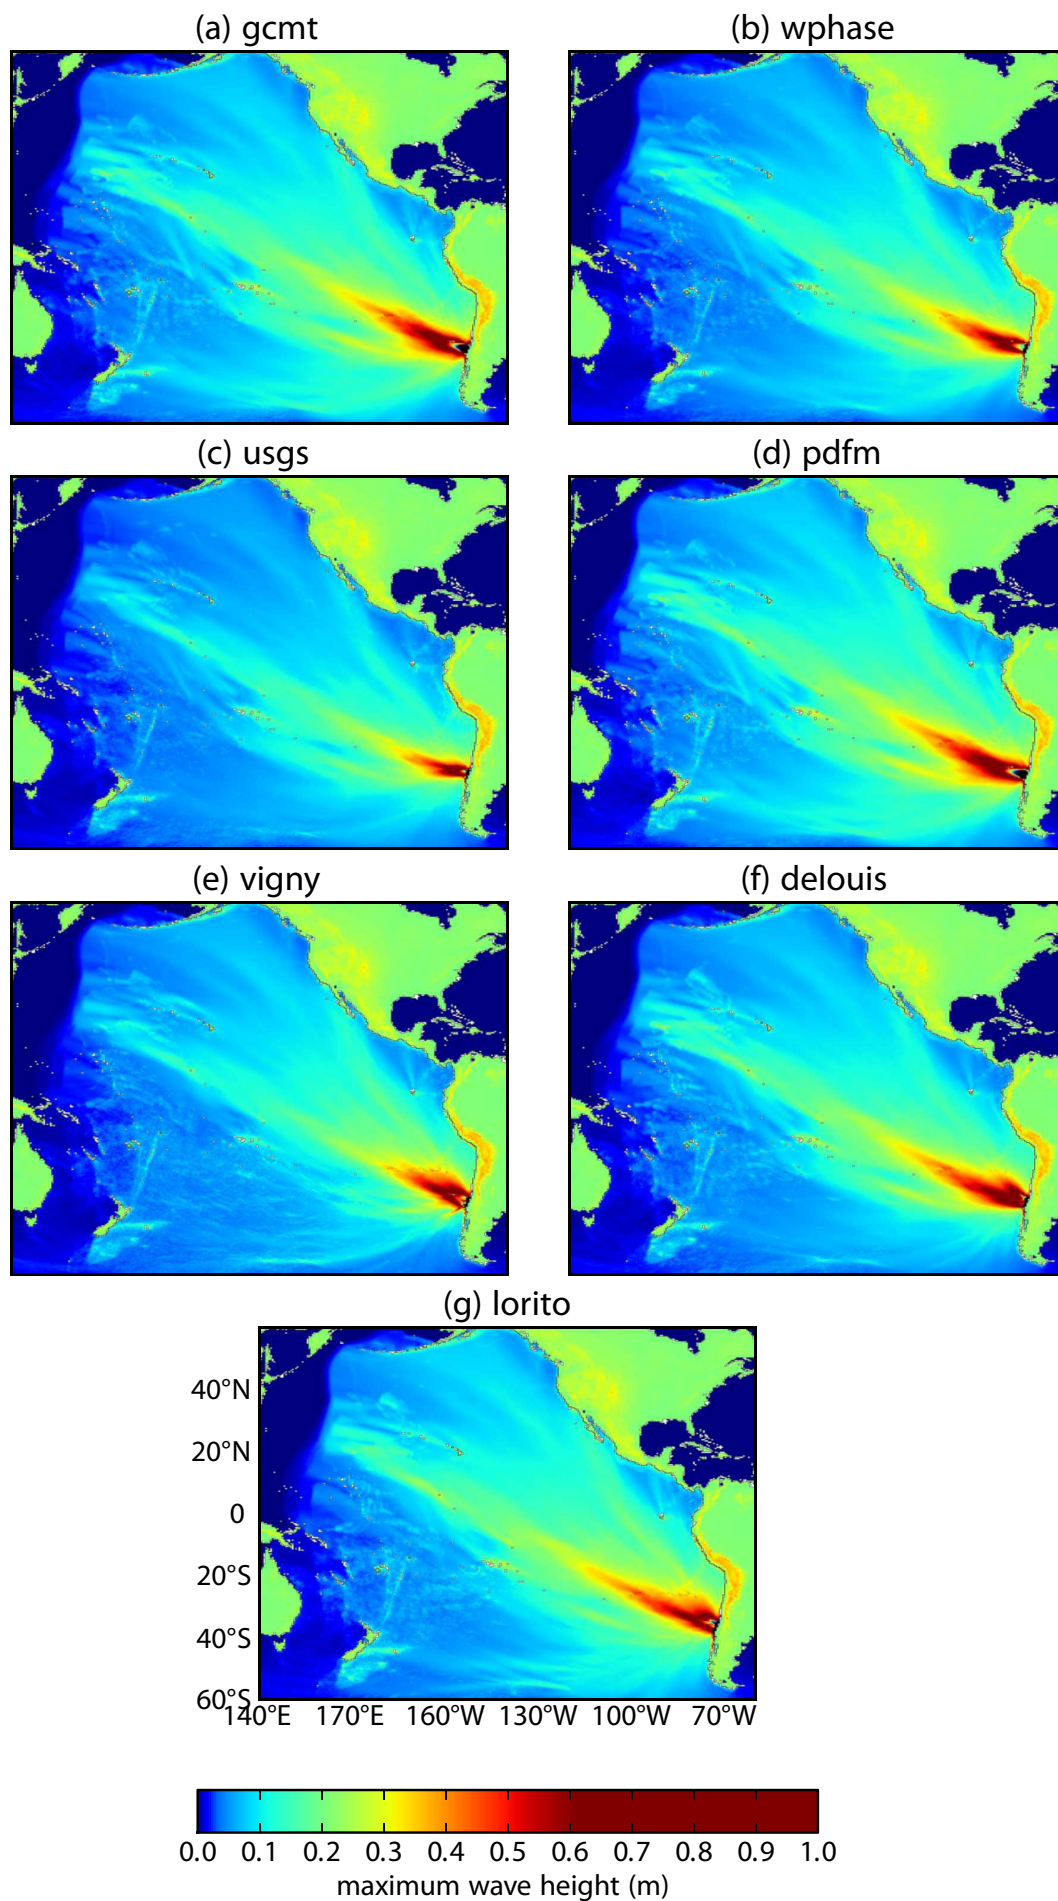 (a) gcmt
(b) wphase
(c) usgs
(d) pdfm
(e) vigny
(f) delouis
(g) lorito
40°N
20°N
0
20°S
40°S
60°S
140°E 170°E 160°W 130°W 100°W 70°W
0.0 0.1 0.2 0.3 0.4 0.5 0.6 0.7 0.8 0.9 1.0
maximum wave height (m)